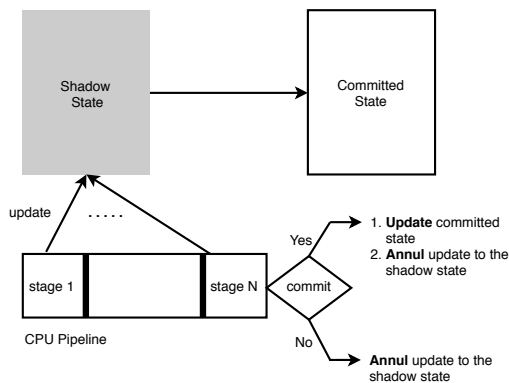 Shadow
State
Committed
State
update
.....
Yes
1. Update committed
state
2. Annul update to the
shadow state
stage 1
stage N
commit
CPU Pipeline
No
Annul update to the
shadow state